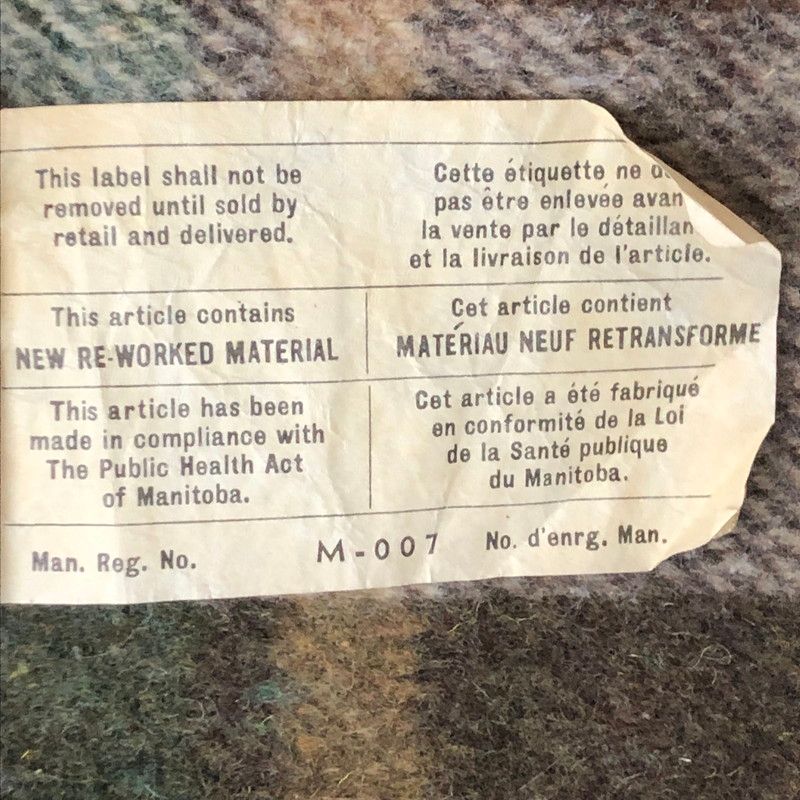 This label shall not be
removed until sold by
retail and delivered.
Cette étiquette ne
pas être enlevée avan
la vente par le détaillan
et la livraison de l'article.
This article contains
NEW RE-WORKED MATERIAL
Cet article contient
MATÉRIAU NEUF RETRANSFORME
This article has been
made in compliance with
The Public Health Act
of Manitoba.
Cet article a été fabriqué
en conformité de la Loi
de la Santé publique
du Manitoba.
Man. Reg. No. M-007 No. d'enrg. Man.